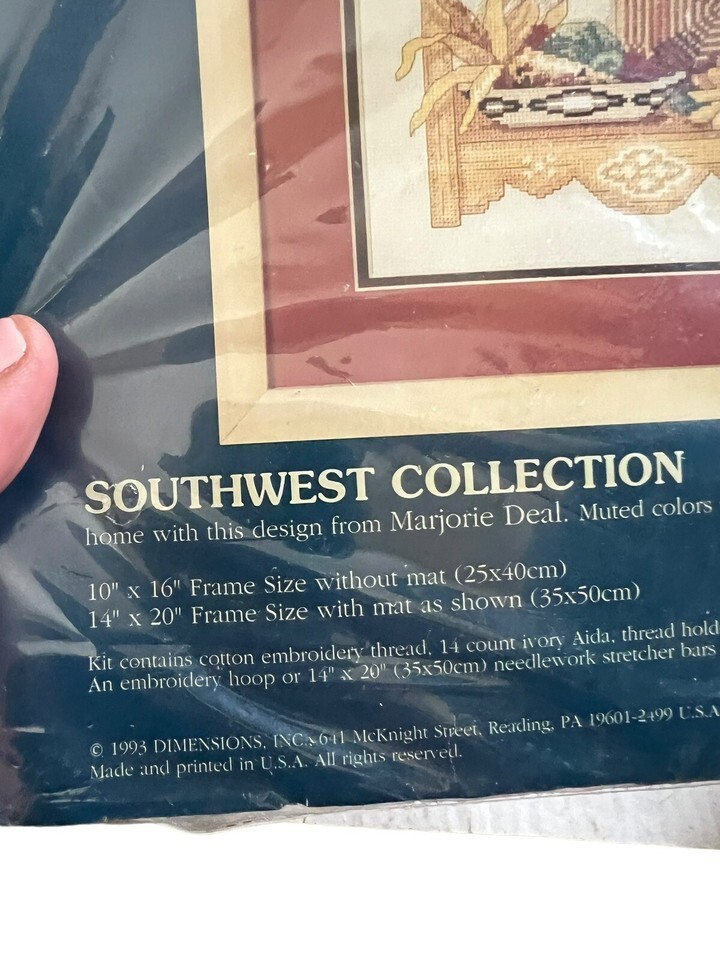 SOUTHWEST COLLECTION
home with this design from Marjorie Deal. Muted colors
10" x 16" Frame Size without mat (25x40cm)
14" x 20" Frame Size with mat as shown (35x50cm)
Kit contains cotton embroidery thread, 14 count ivory Aida, thread hold
An embroidery hoop or 14" x 20" (35x50cm) needlework stretcher bars
© 1993 DIMENSIONS, INC., 641 McKnight Street, Reading, PA 19601-2499 U.S.A
Made and printed in U.S.A. All rights reserved.